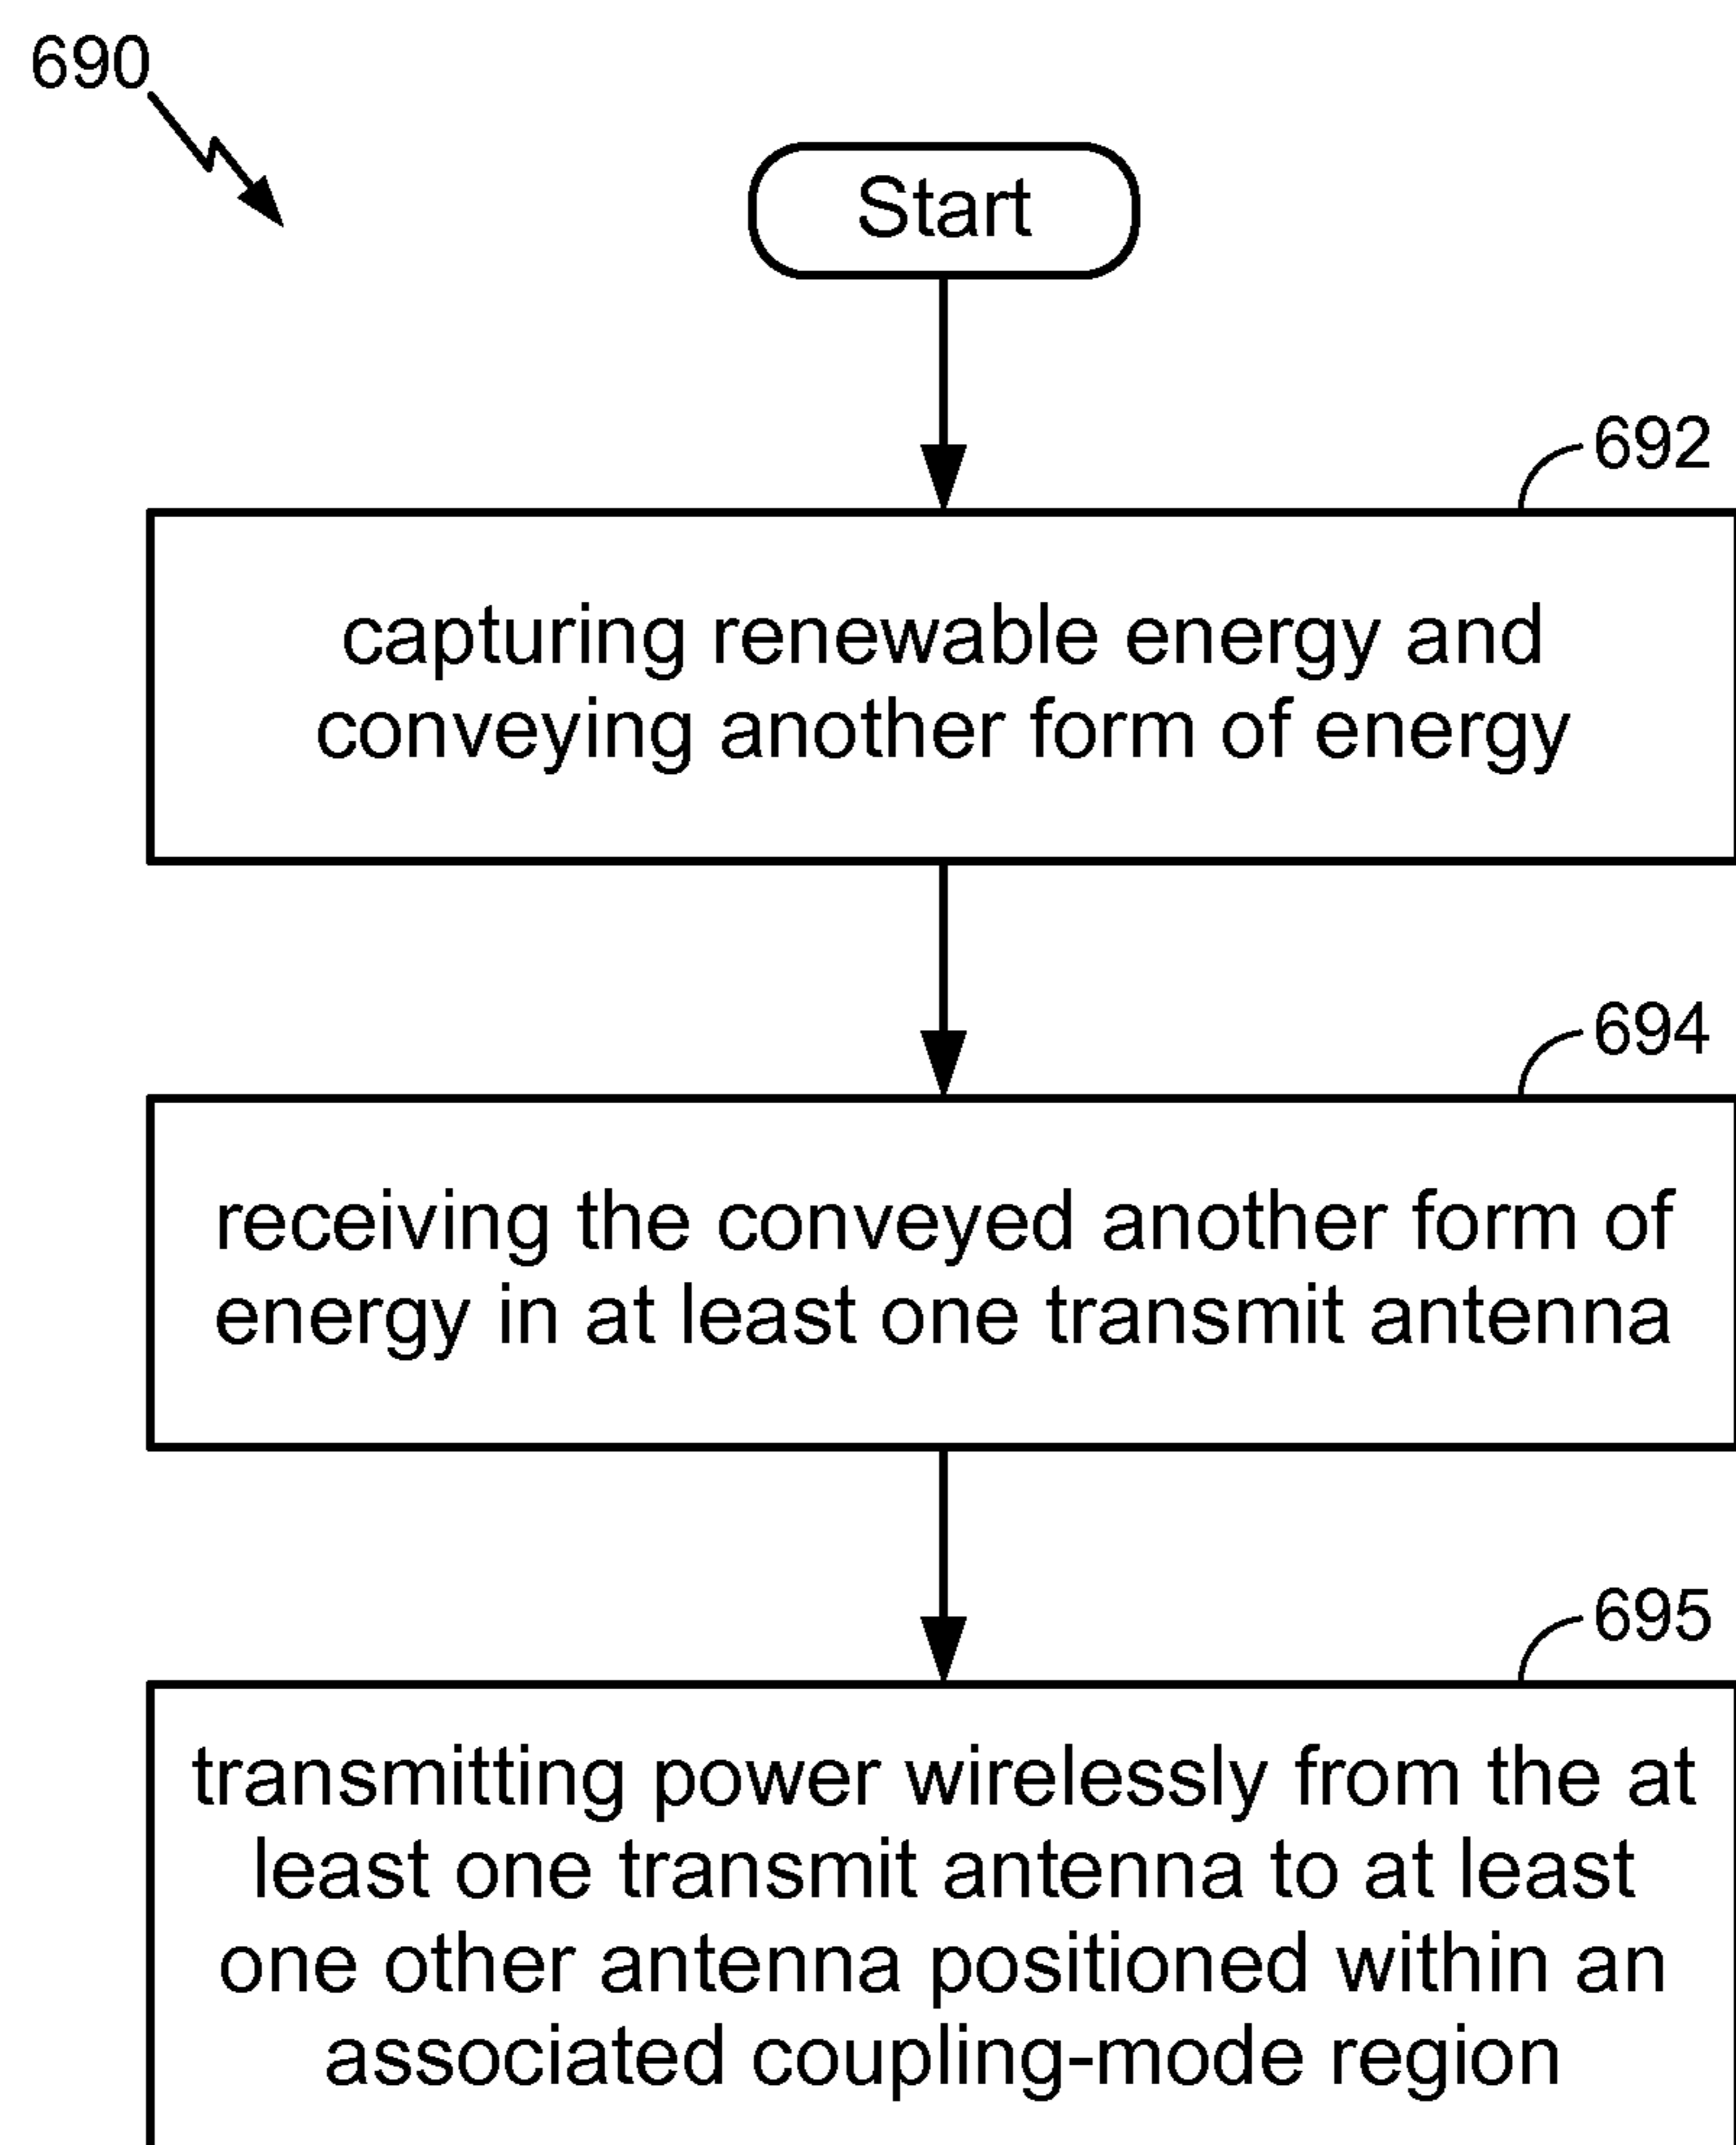 690
Start
692
capturing renewable energy and
conveying another form of energy
694
receiving the conveyed another form of
energy in at least one transmit antenna
695
transmitting power wirelessly from the at
least one transmit antenna to at least
one other antenna positioned within an
associated coupling-mode region